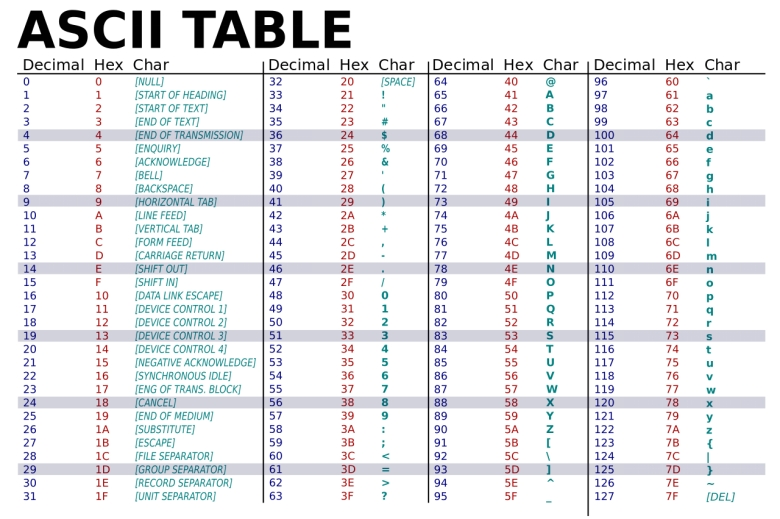 ASCII TABLE
Decimal Hex Char Decimal Hex Char Decimal Hex Char Decimal Hex Char
0 0 [NULL] 32 20 [SPACE] 64 40 @ 96 60 `
1 1 [START OF HEADING] 33 21 ! 65 41 A 97 61 a
2 2 [START OF TEXT] 34 22 " 66 42 B 98 62 b
3 3 [END OF TEXT] 35 23 # 67 43 C 99 63 c
4 4 [END OF TRANSMISSION] 36 24 $ 68 44 D 100 64 d
5 5 [ENQUIRY] 37 25 % 69 45 E 101 65 e
6 6 [ACKNOWLEDGE] 38 26 & 70 46 F 102 66 f
7 7 [BELL] 39 27 ' 71 47 G 103 67 g
8 8 [BACKSPACE] 40 28 ( 72 48 H 104 68 h
9 9 [HORIZONTAL TAB] 41 29 ) 73 49 I 105 69 i
10 A [LINE FEED] 42 2A * 74 4A J 106 6A j
11 B [VERTICAL TAB] 43 2B + 75 4B K 107 6B k
12 C [FORM FEED] 44 2C , 76 4C L 108 6C l
13 D [CARRIAGE RETURN] 45 2D - 77 4D M 109 6D m
14 E [SHIFT OUT] 46 2E . 78 4E N 110 6E n
15 F [SHIFT IN] 47 2F / 79 4F O 111 6F o
16 10 [DATA LINK ESCAPE] 48 30 0 80 50 P 112 70 p
17 11 [DEVICE CONTROL 1] 49 31 1 81 51 Q 113 71 q
18 12 [DEVICE CONTROL 2] 50 32 2 82 52 R 114 72 r
19 13 [DEVICE CONTROL 3] 51 33 3 83 53 S 115 73 s
20 14 [DEVICE CONTROL 4] 52 34 4 84 54 T 116 74 t
21 15 [NEGATIVE ACKNOWLEDGE] 53 35 5 85 55 U 117 75 u
22 16 [SYNCHRONOUS IDLE] 54 36 6 86 56 V 118 76 v
23 17 [ENG OF TRANS. BLOCK] 55 37 7 87 57 W 119 77 w
24 18 [CANCEL] 56 38 8 88 58 X 120 78 x
25 19 [END OF MEDIUM] 57 39 9 89 59 Y 121 79 y
26 1A [SUBSTITUTE] 58 3A : 90 5A Z 122 7A z
27 1B [ESCAPE] 59 3B ; 91 5B [ 123 7B {
28 1C [FILE SEPARATOR] 60 3C < 92 5C \ 124 7C |
29 1D [GROUP SEPARATOR] 61 3D = 93 5D ] 125 7D }
30 1E [RECORD SEPARATOR] 62 3E > 94 5E ^ 126 7E ~
31 1F [UNIT SEPARATOR] 63 3F ? 95 5F _ 127 7F [DEL]